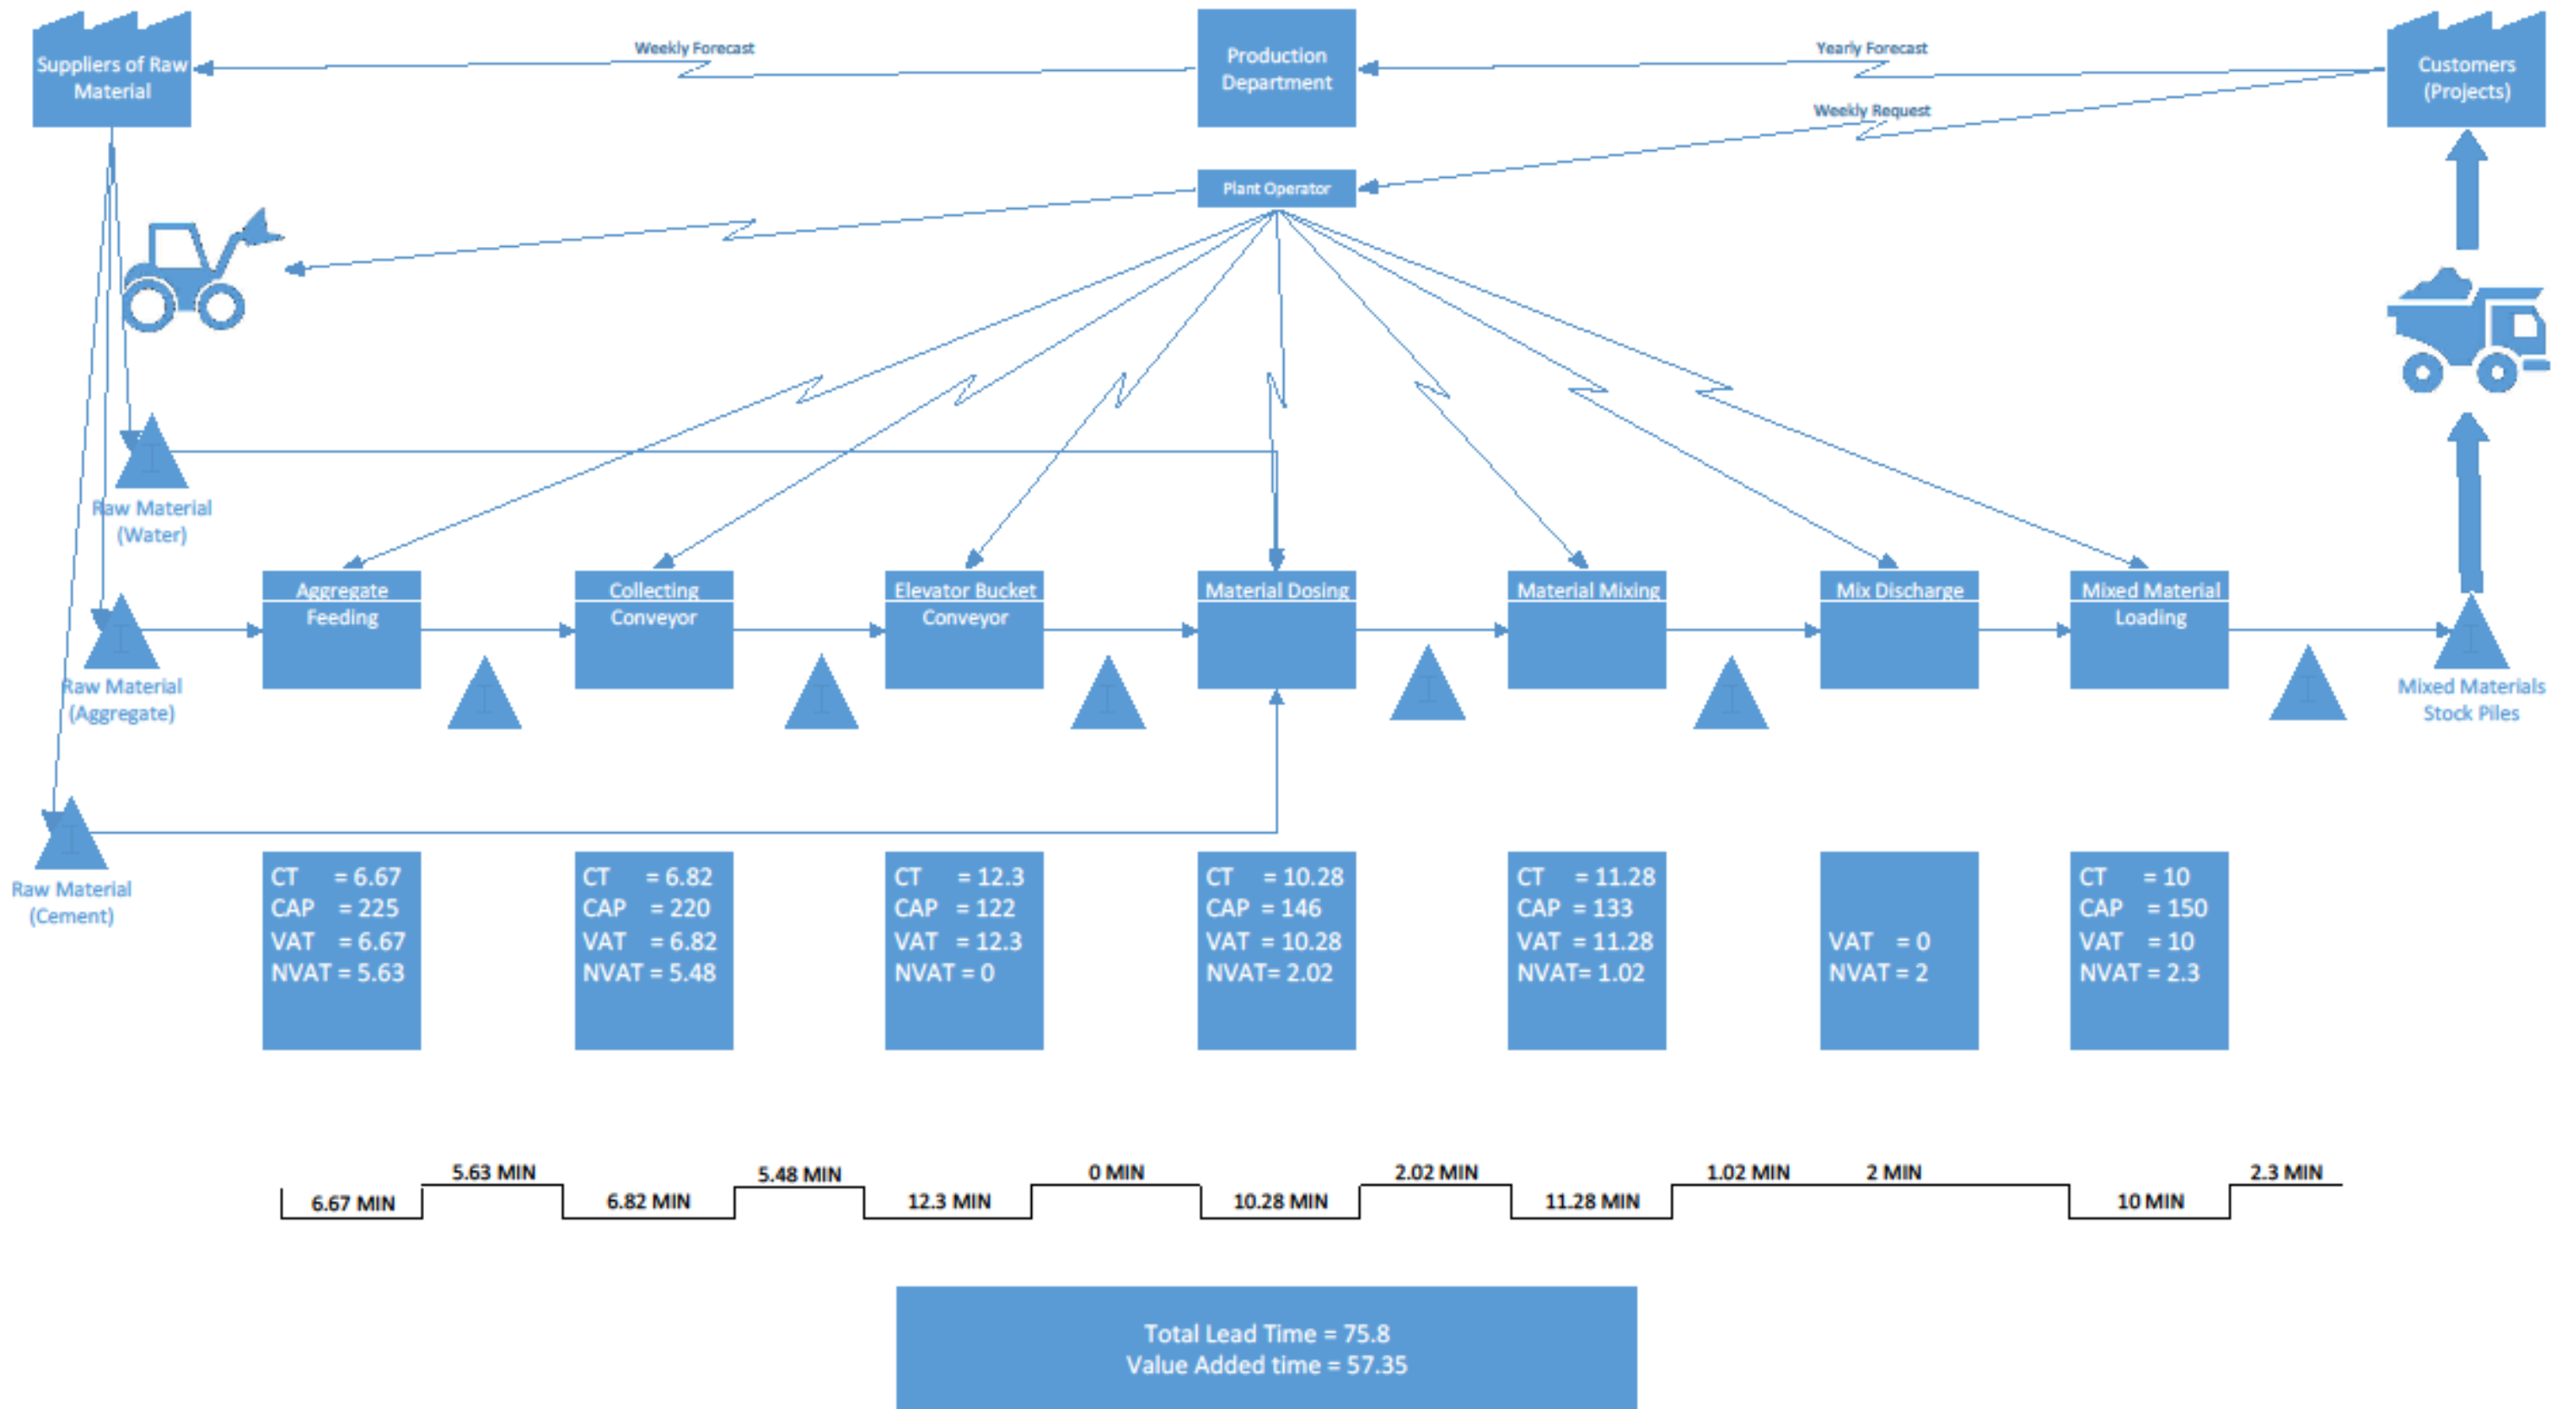 Suppliers of Raw
Material
Weekly Forecast
Production
Department
Yearly Forecast
Customers
(Projects)
Weekly Request
Plant Operator
Raw Material
(Water)
Aggregate
Feeding
Collecting
Conveyor
Elevator Bucket
Conveyor
Material Dosing
Material Mixing
Mix Discharge
Mixed Material
Loading
I
I
I
I
I
I
I
I
I
I
Raw Material
(Aggregate)
Mixed Materials
Stock Piles
Raw Material
(Cement)
CT = 6.67
CAP = 225
VAT = 6.67
NVAT = 5.63
CT = 6.82
CAP = 220
VAT = 6.82
NVAT = 5.48
CT = 12.3
CAP = 122
VAT = 12.3
NVAT = 0
CT = 10.28
CAP = 146
VAT = 10.28
NVAT= 2.02
CT = 11.28
CAP = 133
VAT = 11.28
NVAT= 1.02
VAT = 0
NVAT = 2
CT = 10
CAP = 150
VAT = 10
NVAT = 2.3
6.67 MIN
5.63 MIN
6.82 MIN
5.48 MIN
12.3 MIN
0 MIN
10.28 MIN
2.02 MIN
11.28 MIN
1.02 MIN
2 MIN
10 MIN
2.3 MIN
Total Lead Time = 75.8
Value Added time = 57.35